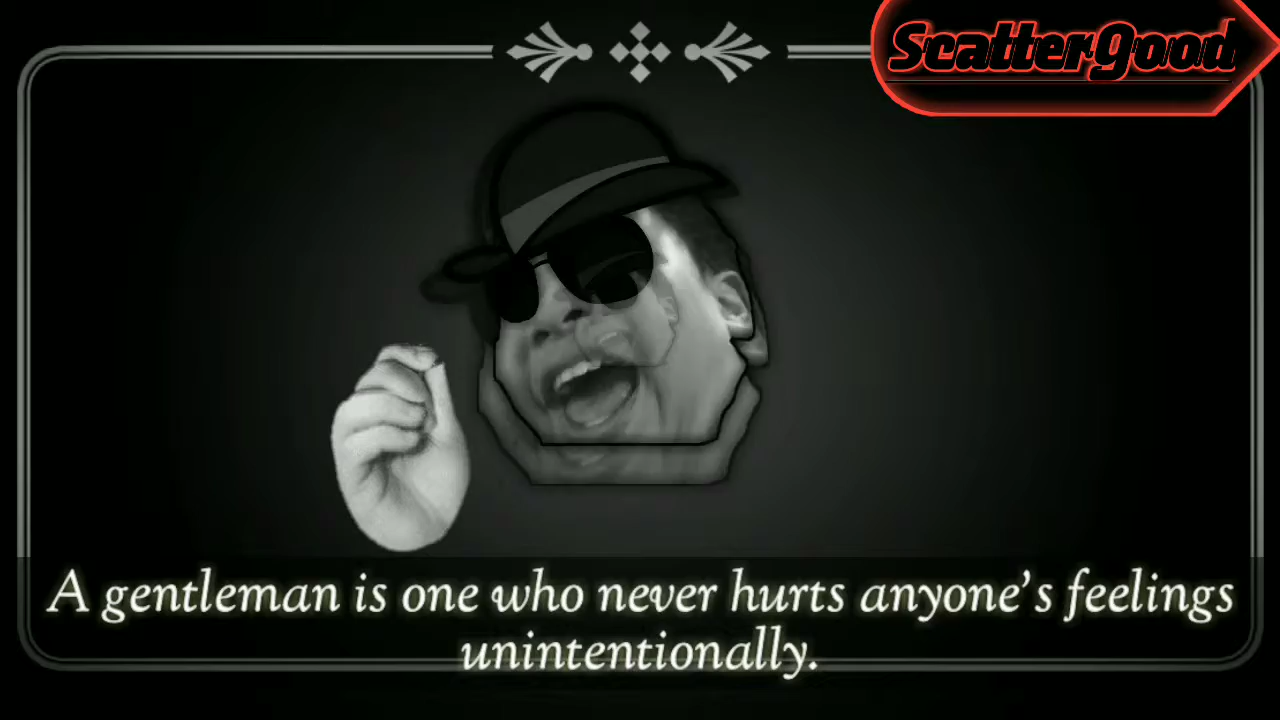 ScatterGood
A gentleman is one who never hurts anyone’s feelings
unintentionally.